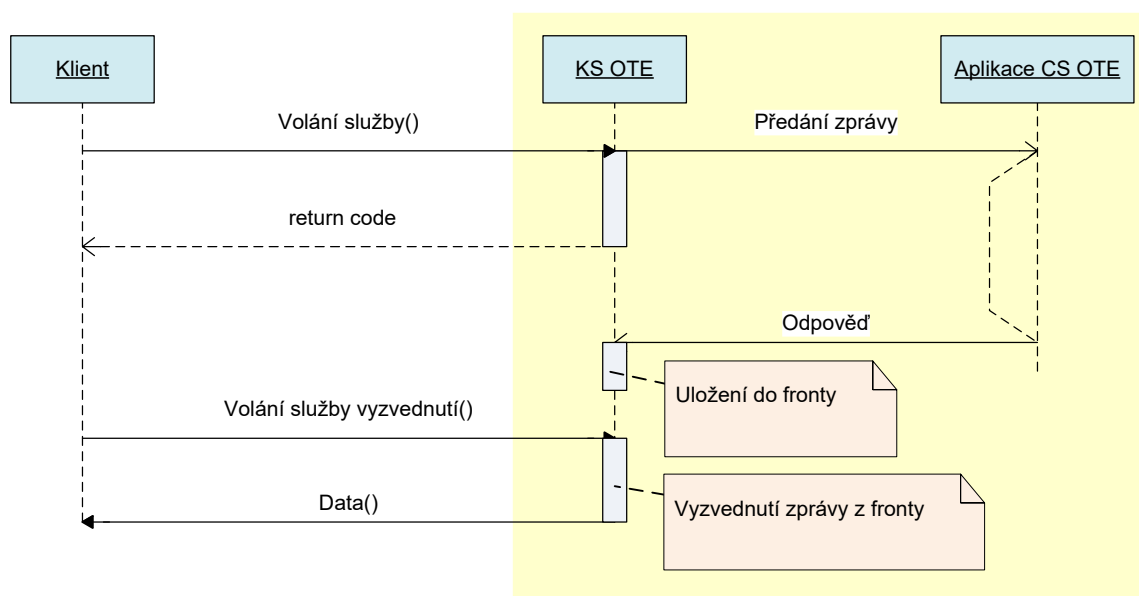 Klient
KS OTE
Aplikace CS OTE
Volání služby()
Předání zprávy
return code
Odpověď
Uložení do fronty
Volání služby vyzvednutí()
Data()
Vyzvednutí zprávy z fronty